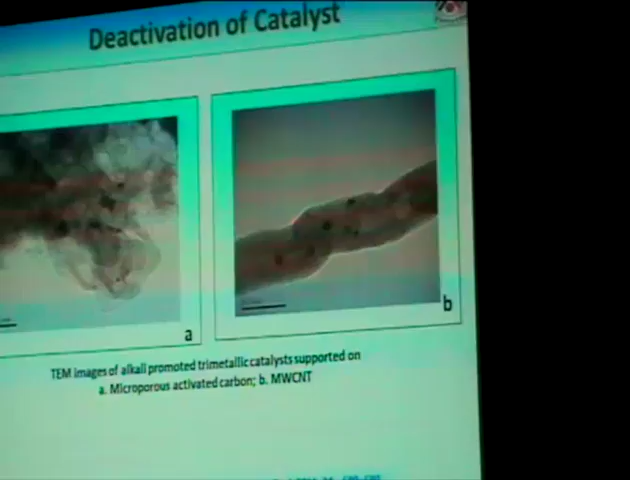 Deactivation of Catalyst
a
b
TEM images of alkali promoted trimetallic catalysts supported on
a. Microporous activated carbon; b. MWCNT